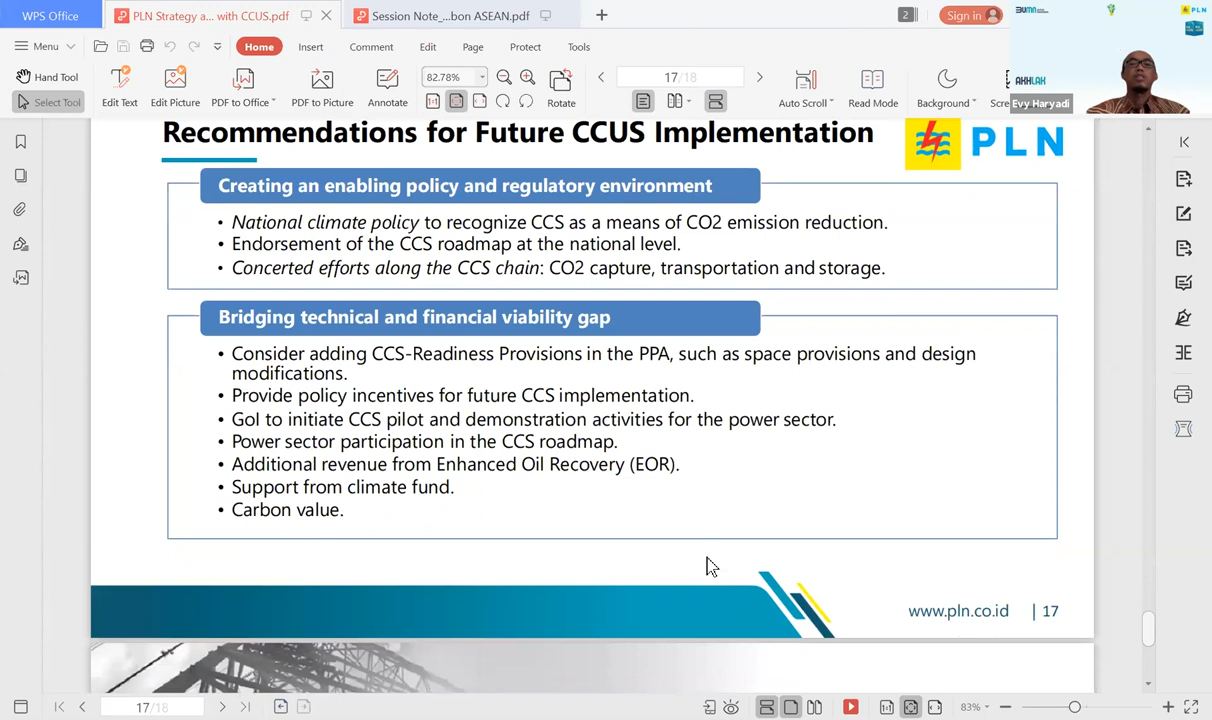 WPS Office
PLN Strategy a... with CCUS.pdf
Session Note_...bon ASEAN.pdf
2
Sign in
BUMN
PLN
Menu
Home
Insert
Comment
Edit
Page
Protect
Tools
AKHLAK
Evy Haryadi
Hand Tool
Select Tool
Edit Text
Edit Picture
PDF to Office
PDF to Picture
Annotate
82.78%
Rotate
17/18
Auto Scroll
Read Mode
Background
Recommendations for Future CCUS Implementation
PLN
Creating an enabling policy and regulatory environment
• National climate policy to recognize CCS as a means of CO2 emission reduction.
• Endorsement of the CCS roadmap at the national level.
• Concerted efforts along the CCS chain: CO2 capture, transportation and storage.
Bridging technical and financial viability gap
• Consider adding CCS-Readiness Provisions in the PPA, such as space provisions and design
modifications.
• Provide policy incentives for future CCS implementation.
• GoI to initiate CCS pilot and demonstration activities for the power sector.
• Power sector participation in the CCS roadmap.
• Additional revenue from Enhanced Oil Recovery (EOR).
• Support from climate fund.
• Carbon value.
www.pln.co.id | 17
17/18
83%